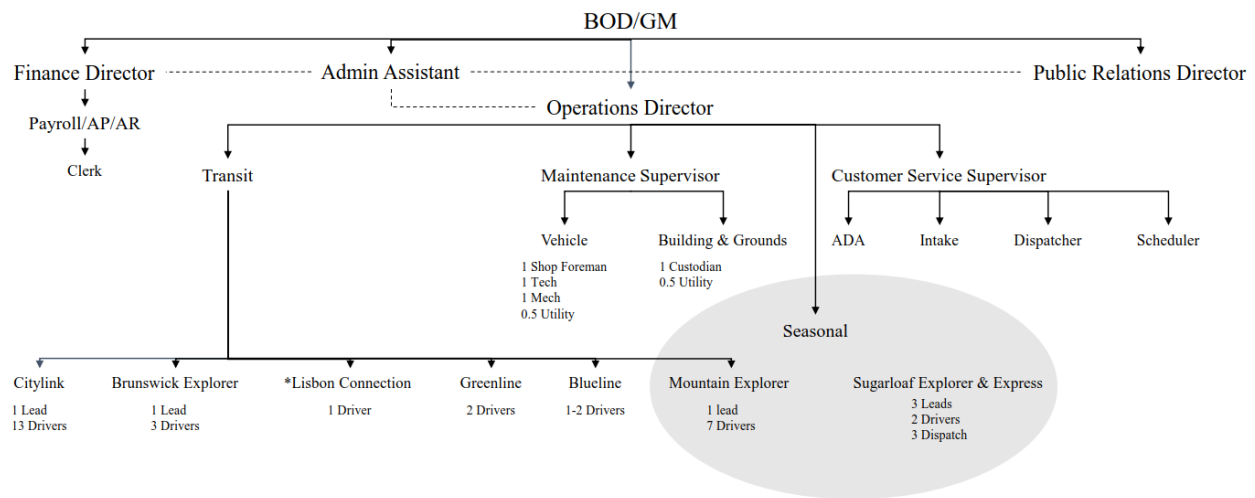 BOD/GM
Finance Director
Admin Assistant
Public Relations Director
Operations Director
Payroll/AP/AR
Clerk
Transit
Maintenance Supervisor
Customer Service Supervisor
Vehicle
1 Shop Foreman
1 Tech
1 Mech
0.5 Utility
Building & Grounds
1 Custodian
0.5 Utility
ADA
Intake
Dispatcher
Scheduler
Seasonal
Citylink
1 Lead
13 Drivers
Brunswick Explorer
1 Lead
3 Drivers
*Lisbon Connection
1 Driver
Greenline
2 Drivers
Blueline
1-2 Drivers
Mountain Explorer
1 lead
7 Drivers
Sugarloaf Explorer & Express
3 Leads
2 Drivers
3 Dispatch